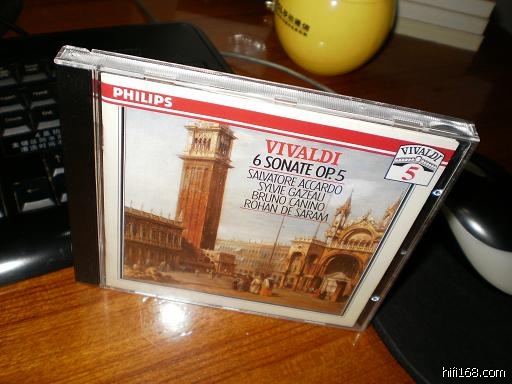 PHILIPS
VIVALDI
6 SONATE OP.5
SALVATORE ACCARDO
SYLVIE GAZEAU
BRUNO CANINO
ROHAN DE SARAM
VIVALDI
5
hifi168.com